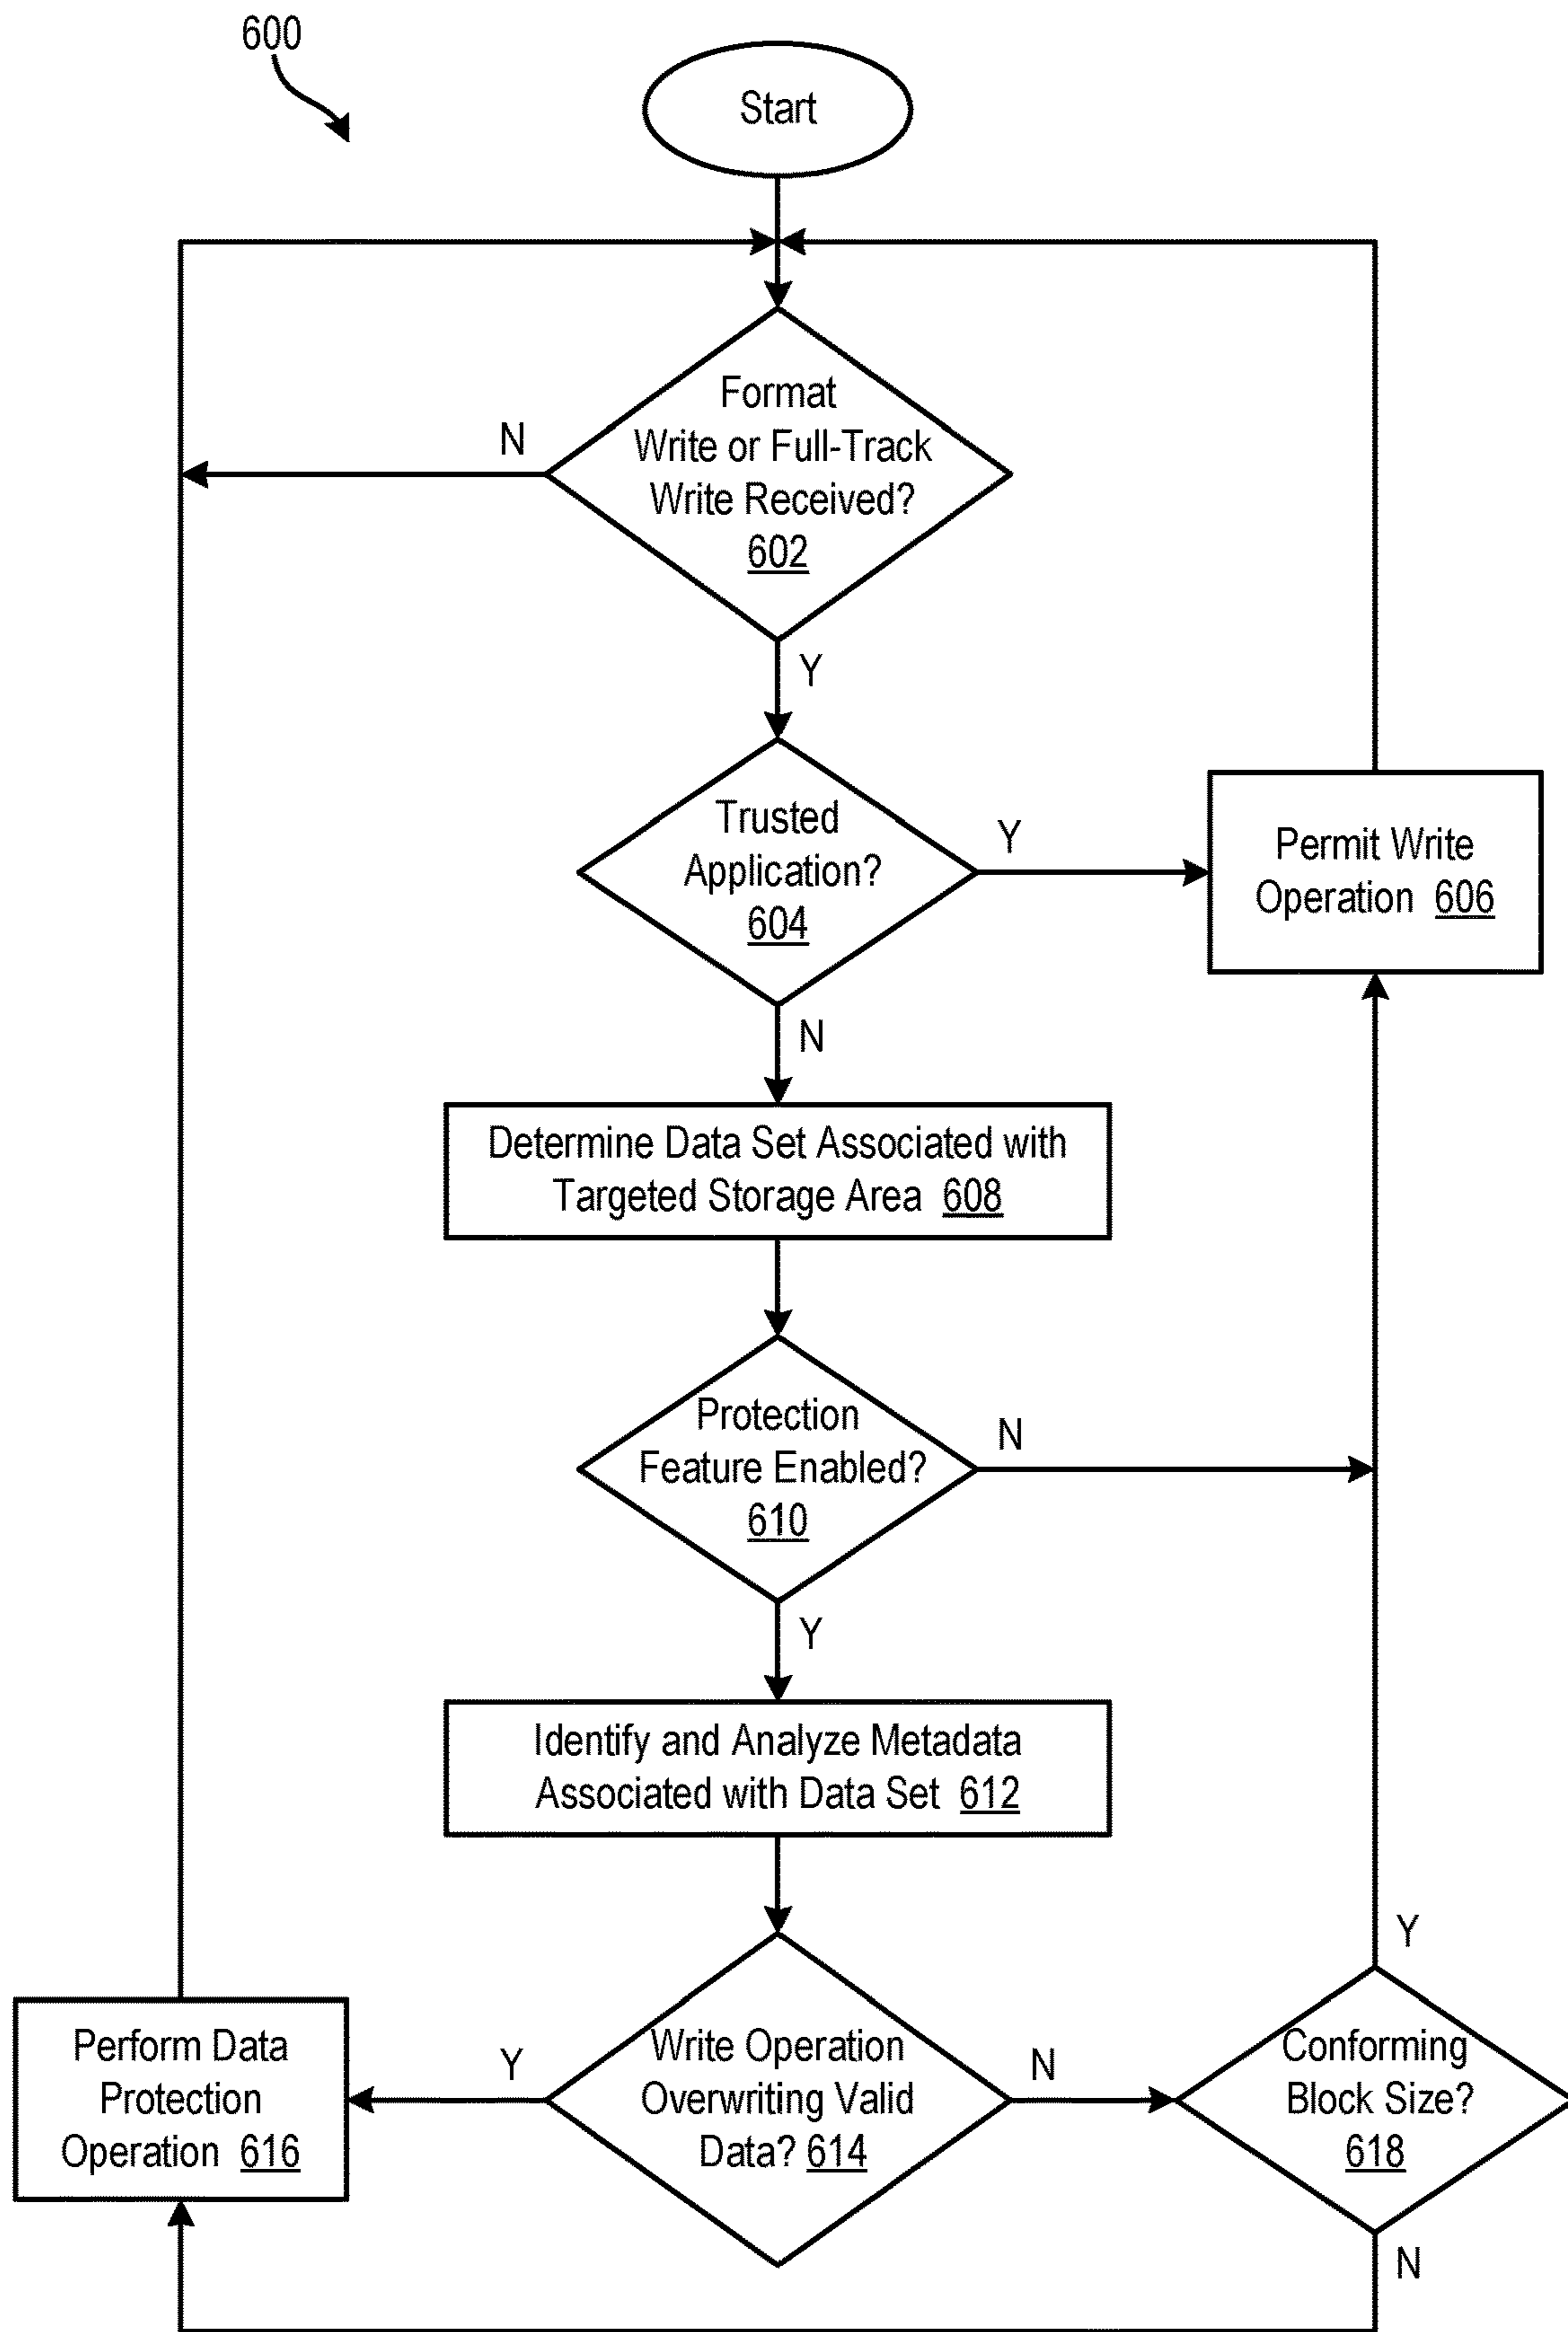 600
Start
Format
Write or Full-Track
Write Received?
602
N
Y
Trusted
Application?
604
Y
N
Permit Write
Operation 606
Determine Data Set Associated with
Targeted Storage Area 608
Protection
Feature Enabled?
610
N
Y
Identify and Analyze Metadata
Associated with Data Set 612
Write Operation
Overwriting Valid
Data? 614
Y
N
Perform Data
Protection
Operation 616
Conforming
Block Size?
618
Y
N